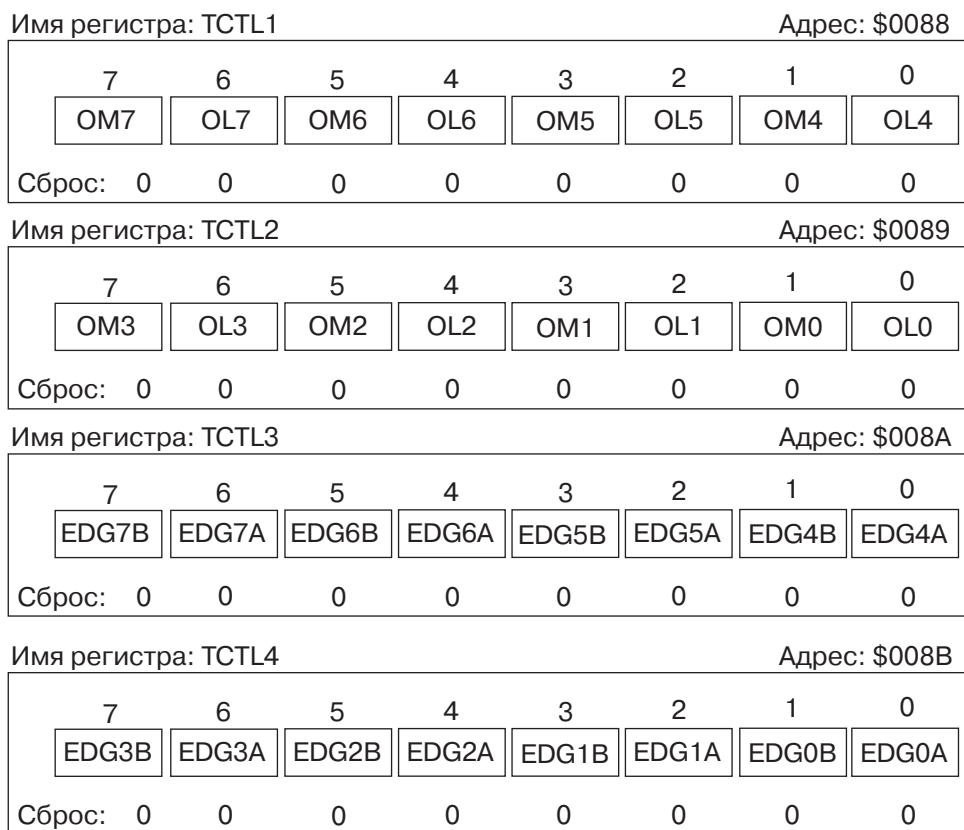 Имя регистра: TCTL1 Адрес: $0088
7 6 5 4 3 2 1 0
OM7 OL7 OM6 OL6 OM5 OL5 OM4 OL4
Сброс: 0 0 0 0 0 0 0 0
Имя регистра: TCTL2 Адрес: $0089
7 6 5 4 3 2 1 0
OM3 OL3 OM2 OL2 OM1 OL1 OM0 OL0
Сброс: 0 0 0 0 0 0 0 0
Имя регистра: TCTL3 Адрес: $008A
7 6 5 4 3 2 1 0
EDG7B EDG7A EDG6B EDG6A EDG5B EDG5A EDG4B EDG4A
Сброс: 0 0 0 0 0 0 0 0
Имя регистра: TCTL4 Адрес: $008B
7 6 5 4 3 2 1 0
EDG3B EDG3A EDG2B EDG2A EDG1B EDG1A EDG0B EDG0A
Сброс: 0 0 0 0 0 0 0 0